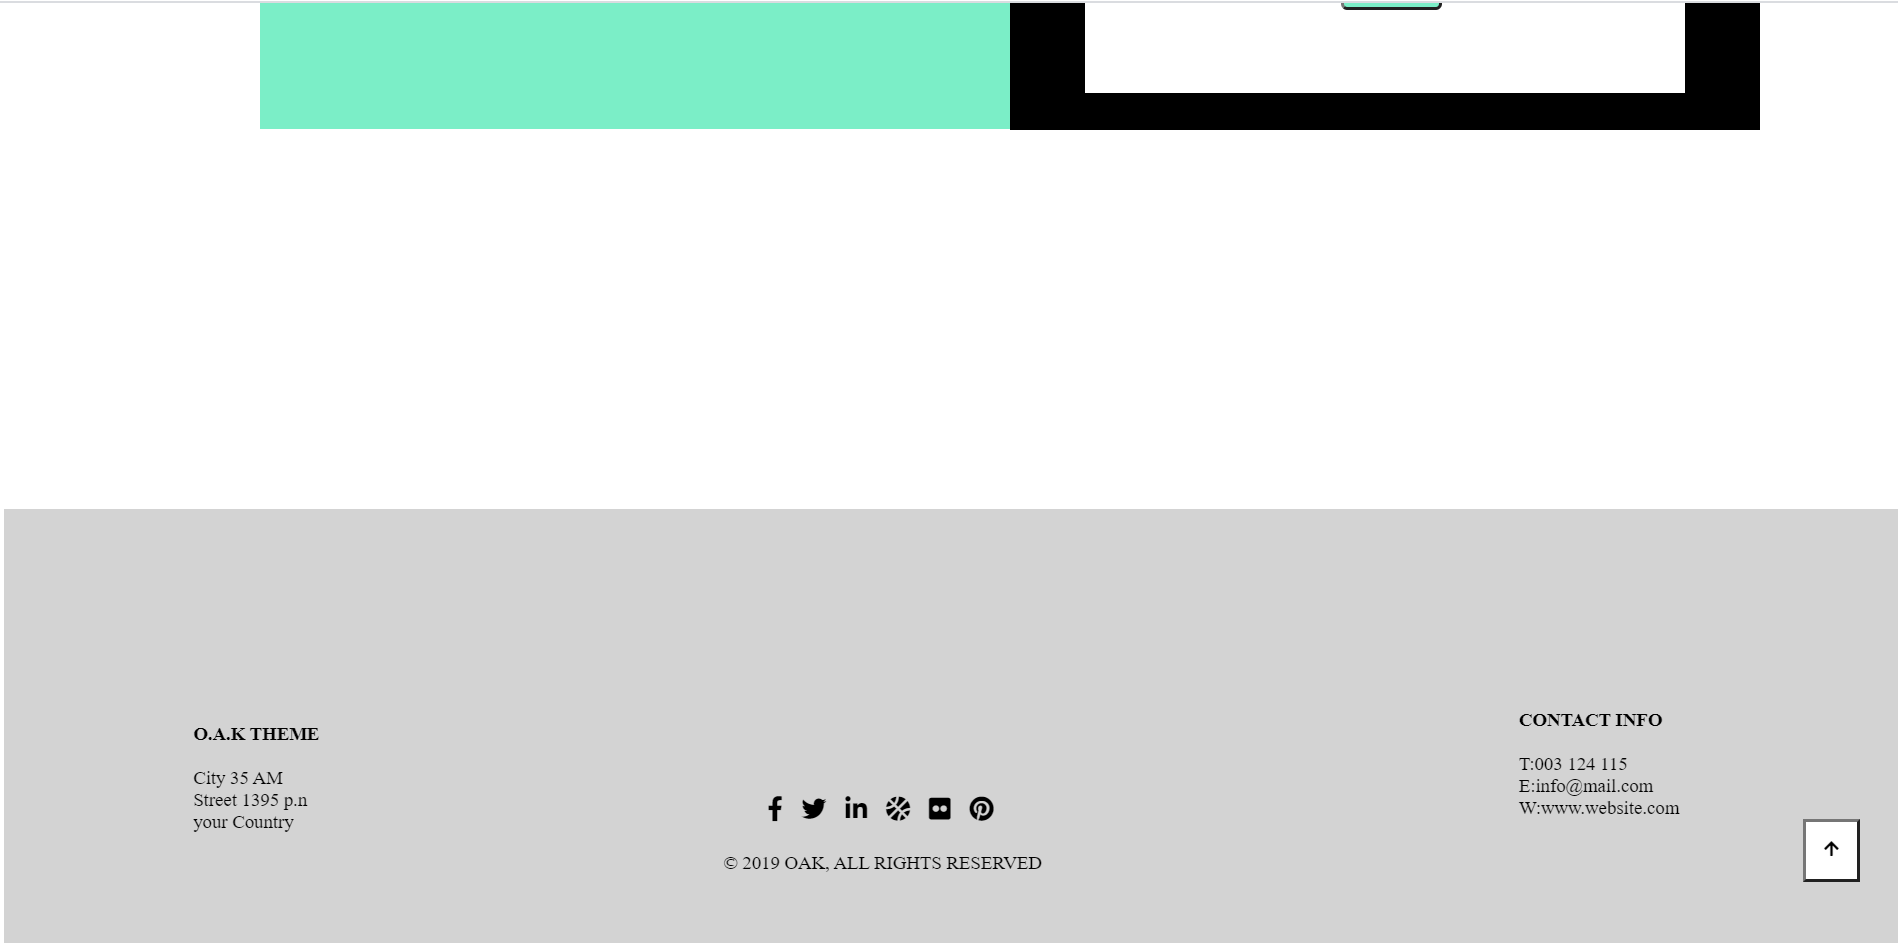 O.A.K THEME
City 35 AM
Street 1395 p.n
your Country
© 2019 OAK, ALL RIGHTS RESERVED
CONTACT INFO
T:003 124 115
E:info@mail.com
W:www.website.com